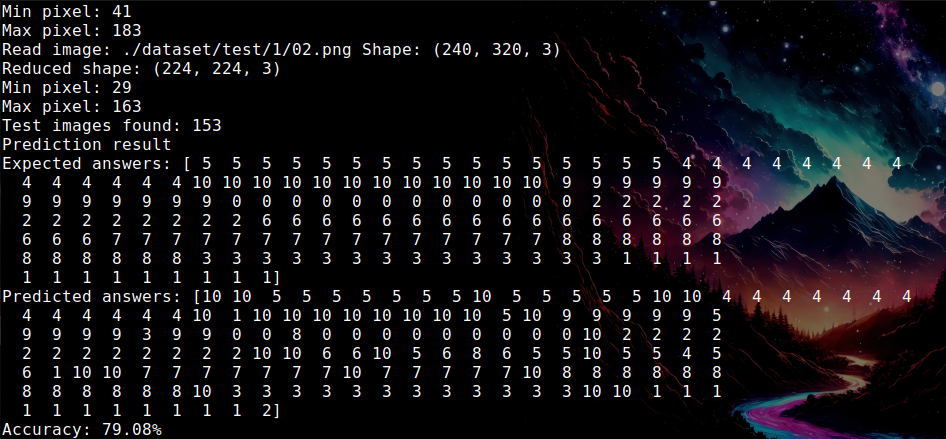 Min pixel: 41
Max pixel: 183
Read image: ./dataset/test/1/02.png Shape: (240, 320, 3)
Reduced shape: (224, 224, 3)
Min pixel: 29
Max pixel: 163
Test images found: 153
Prediction result
Expected answers: [ 5  5  5  5  5  5  5  5  5  5  5  5  5  5  5  5  4  4  4  4  4  4  4  4
  4  4  4  4  4  4 10 10 10 10 10 10 10 10 10 10 10 10  9  9  9  9  9  9
  9  9  9  9  9  9  9  0  0  0  0  0  0  0  0  0  0  0  0  0  0  2  2  2  2  2
  2  2  2  2  2  2  2  2  6  6  6  6  6  6  6  6  6  6  6  6  6  6  6  6
  6  6  6  7  7  7  7  7  7  7  7  7  7  7  7  7  7  7  8  8  8  8  8  8
  8  8  8  8  8  8  3  3  3  3  3  3  3  3  3  3  3  3  3  3  1  1  1  1
  1  1  1  1  1  1  1  1  1]
Predicted answers: [10 10  5  5  5  5  5  5  5 10  5  5  5  5  5 10 10  4  4  4  4  4  4  4
  4  4  4  4  4  4 10  1 10 10 10 10 10 10 10  5 10  9  9  9  9  9  5
  9  9  9  9  3  9  9  0  0  8  0  0  0  0  0  0  0  0  0 10  2  2  2  2
  2  2  2  2  2  2  2  2 10 10  6  6 10  5  6  8  6  5  5 10  5  5  4  5
  6  1 10 10  7  7  7  7  7  7  7 10  7  7  7  7  7 10  8  8  8  8  8  8
  8  8  8  8  8  8 10  3  3  3  3  3  3  3  3  3  3  3  3 10 10  1  1  1
  1  1  1  1  1  1  1  1  2]
Accuracy: 79.08%